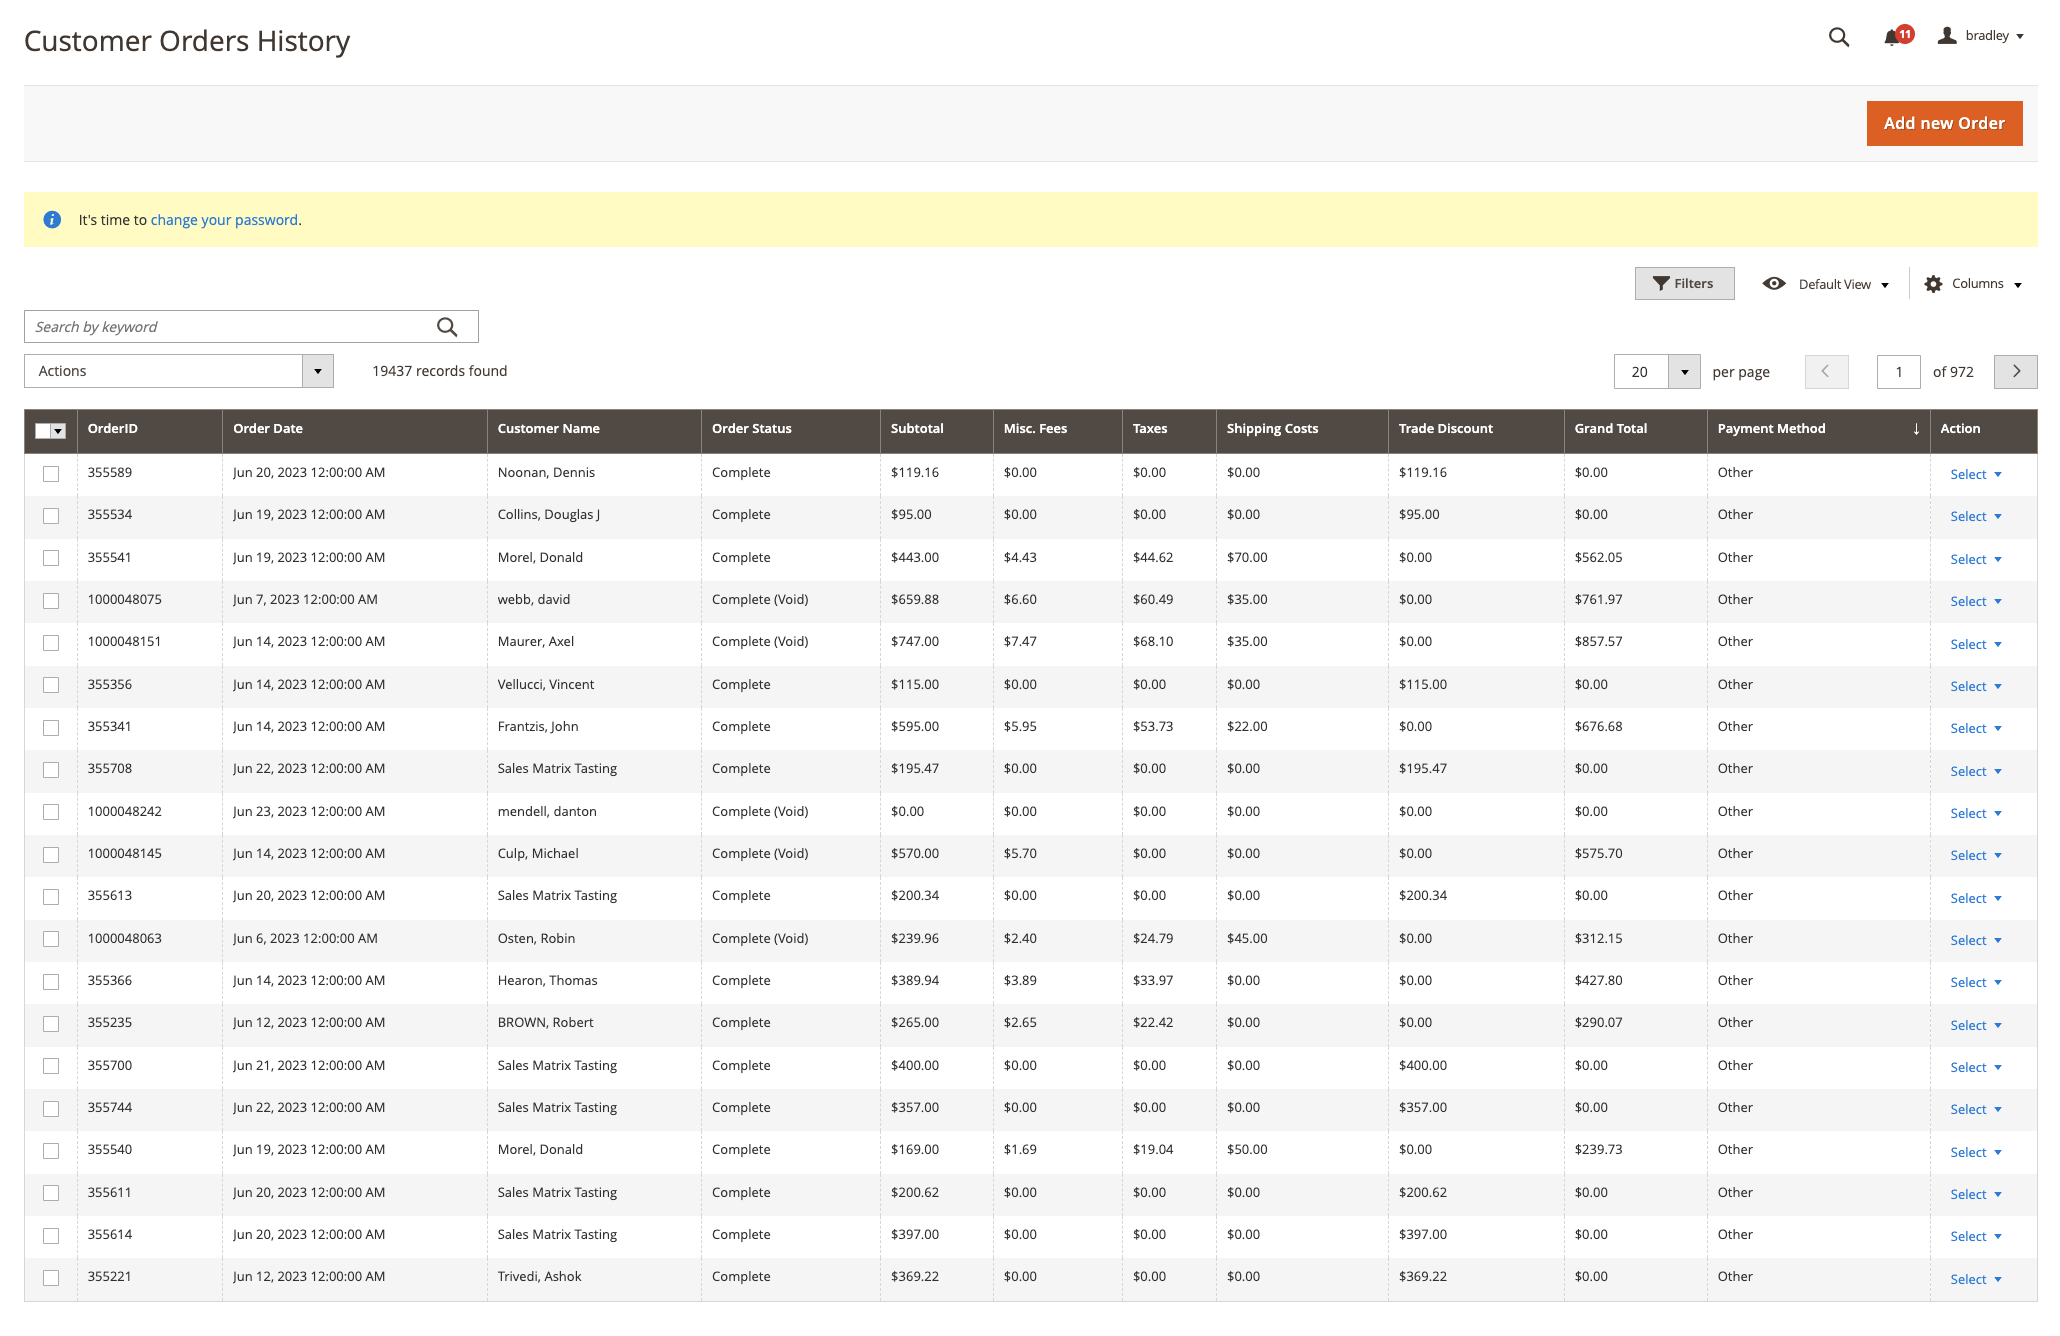 Customer Orders History
11
bradley
Add new Order
It's time to change your password.
Filters
Default View
Columns
Search by keyword
Actions
19437 records found
20
per page
1
of 972
OrderID Order Date Customer Name Order Status Subtotal Misc. Fees Taxes Shipping Costs Trade Discount Grand Total Payment Method ↓ Action
355589 Jun 20, 2023 12:00:00 AM Noonan, Dennis Complete $119.16 $0.00 $0.00 $0.00 $119.16 $0.00 Other Select
355534 Jun 19, 2023 12:00:00 AM Collins, Douglas J Complete $95.00 $0.00 $0.00 $0.00 $95.00 $0.00 Other Select
355541 Jun 19, 2023 12:00:00 AM Morel, Donald Complete $443.00 $4.43 $44.62 $70.00 $0.00 $562.05 Other Select
1000048075 Jun 7, 2023 12:00:00 AM webb, david Complete (Void) $659.88 $6.60 $60.49 $35.00 $0.00 $761.97 Other Select
1000048151 Jun 14, 2023 12:00:00 AM Maurer, Axel Complete (Void) $747.00 $7.47 $68.10 $35.00 $0.00 $857.57 Other Select
355356 Jun 14, 2023 12:00:00 AM Vellucci, Vincent Complete $115.00 $0.00 $0.00 $0.00 $115.00 $0.00 Other Select
355341 Jun 14, 2023 12:00:00 AM Frantzis, John Complete $595.00 $5.95 $53.73 $22.00 $0.00 $676.68 Other Select
355708 Jun 22, 2023 12:00:00 AM Sales Matrix Tasting Complete $195.47 $0.00 $0.00 $0.00 $195.47 $0.00 Other Select
1000048242 Jun 23, 2023 12:00:00 AM mendell, danton Complete (Void) $0.00 $0.00 $0.00 $0.00 $0.00 $0.00 Other Select
1000048145 Jun 14, 2023 12:00:00 AM Culp, Michael Complete (Void) $570.00 $5.70 $0.00 $0.00 $0.00 $575.70 Other Select
355613 Jun 20, 2023 12:00:00 AM Sales Matrix Tasting Complete $200.34 $0.00 $0.00 $0.00 $200.34 $0.00 Other Select
1000048063 Jun 6, 2023 12:00:00 AM Osten, Robin Complete (Void) $239.96 $2.40 $24.79 $45.00 $0.00 $312.15 Other Select
355366 Jun 14, 2023 12:00:00 AM Hearon, Thomas Complete $389.94 $3.89 $33.97 $0.00 $0.00 $427.80 Other Select
355235 Jun 12, 2023 12:00:00 AM BROWN, Robert Complete $265.00 $2.65 $22.42 $0.00 $0.00 $290.07 Other Select
355700 Jun 21, 2023 12:00:00 AM Sales Matrix Tasting Complete $400.00 $0.00 $0.00 $0.00 $400.00 $0.00 Other Select
355744 Jun 22, 2023 12:00:00 AM Sales Matrix Tasting Complete $357.00 $0.00 $0.00 $0.00 $357.00 $0.00 Other Select
355540 Jun 19, 2023 12:00:00 AM Morel, Donald Complete $169.00 $1.69 $19.04 $50.00 $0.00 $239.73 Other Select
355611 Jun 20, 2023 12:00:00 AM Sales Matrix Tasting Complete $200.62 $0.00 $0.00 $0.00 $200.62 $0.00 Other Select
355614 Jun 20, 2023 12:00:00 AM Sales Matrix Tasting Complete $397.00 $0.00 $0.00 $0.00 $397.00 $0.00 Other Select
355221 Jun 12, 2023 12:00:00 AM Trivedi, Ashok Complete $369.22 $0.00 $0.00 $0.00 $369.22 $0.00 Other Select